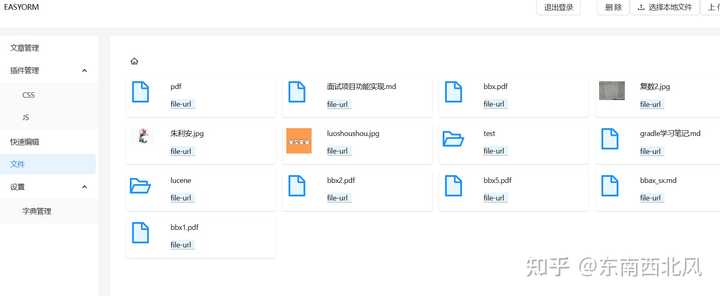 EASYORM
退出登录
删 除
选择本地文件
上 传
文章管理
插件管理
CSS
JS
快速编辑
文件
设置
字典管理
pdf
file-url
面试项目功能实现.md
file-url
bbx.pdf
file-url
复数2.jpg
file-url
朱利安.jpg
file-url
luoshoushou.jpg
file-url
test
file-url
gradle学习笔记.md
file-url
lucene
file-url
bbx2.pdf
file-url
bbx5.pdf
file-url
bbax_sx.md
file-url
bbx1.pdf
file-url
知乎 @东南西北风